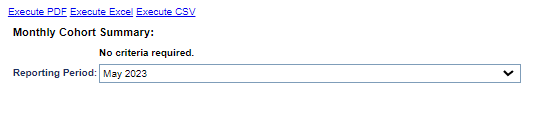 Execute PDF Execute Excel Execute CSV
Monthly Cohort Summary:
No criteria required.
Reporting Period: May 2023